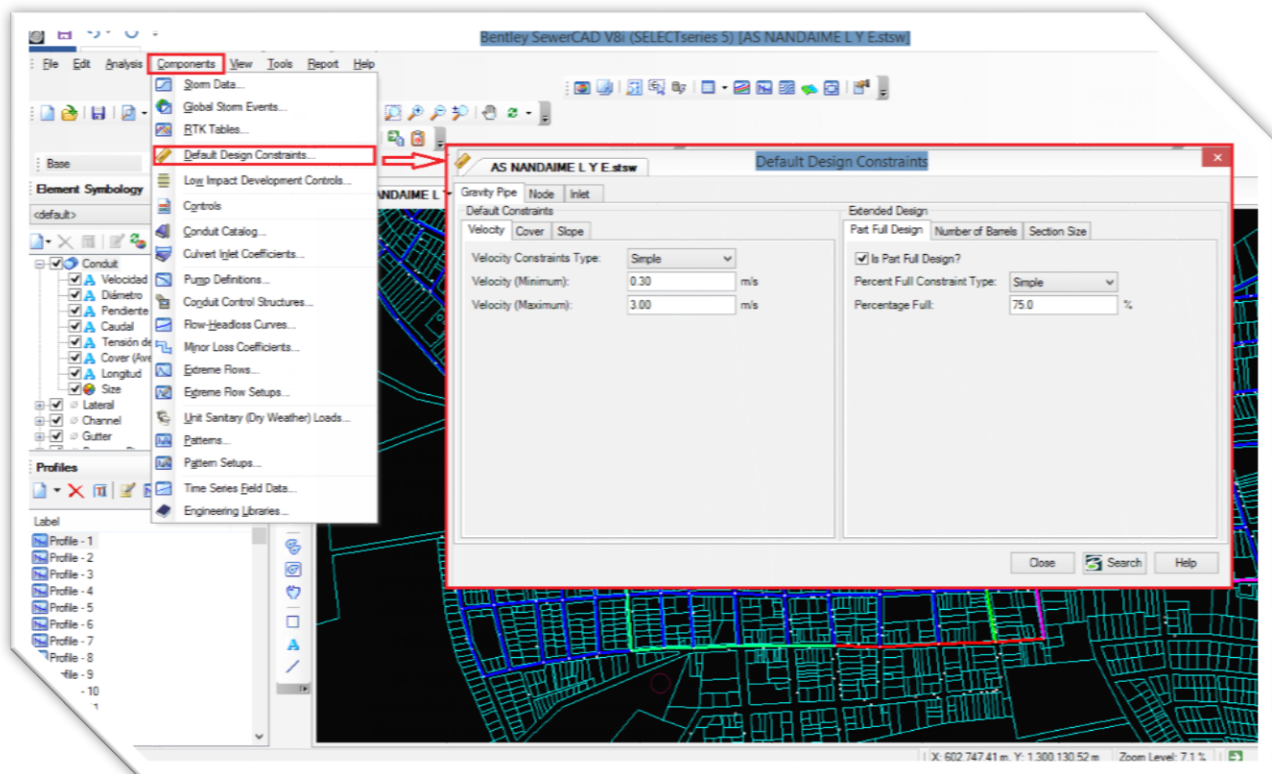 Bentley SewerCAD V8i (SELECTseries 5) [AS NANDAIME L Y E.stsw]
File Edit Analysis Components View Tools Report Help
Storm Data...
Global Storm Events...
RTK Tables...
Default Design Constraints...
Low Impact Development Controls...
Controls
Conduit Catalog...
Culvert Inlet Coefficients...
Pump Definitions...
Conduit Control Structures...
Flow-Headloss Curves...
Minor Loss Coefficients...
Extreme Flows...
Extreme Flow Setups...
Unit Sanitary (Dry Weather) Loads...
Patterns...
Pattern Setups...
Time Series Field Data...
Engineering Libraries...
Base
Element Symbology
<default>
Conduit
Velocidad
Diámetro
Pendiente
Caudal
Tensión de
Cover (Ave
Longitud
Size
Lateral
Channel
Gutter
Profiles
Label
Profile - 1
Profile - 2
Profile - 3
Profile - 4
Profile - 5
Profile - 6
Profile - 7
Profile - 8
file - 9
- 10
NANDAIME L
AS NANDAIME L Y E.stsw
Default Design Constraints
Gravity Pipe Node Inlet
Default Constraints
Velocity Cover Slope
Velocity Constraints Type: Simple
Velocity (Minimum): 0.30 m/s
Velocity (Maximum): 3.00 m/s
Extended Design
Part Full Design Number of Barrels Section Size
Is Part Full Design?
Percent Full Constraint Type: Simple
Percentage Full: 75.0 %
Close Search Help
X: 602.747.41 m, Y: 1.300.130.52 m Zoom Level: 7.1 %